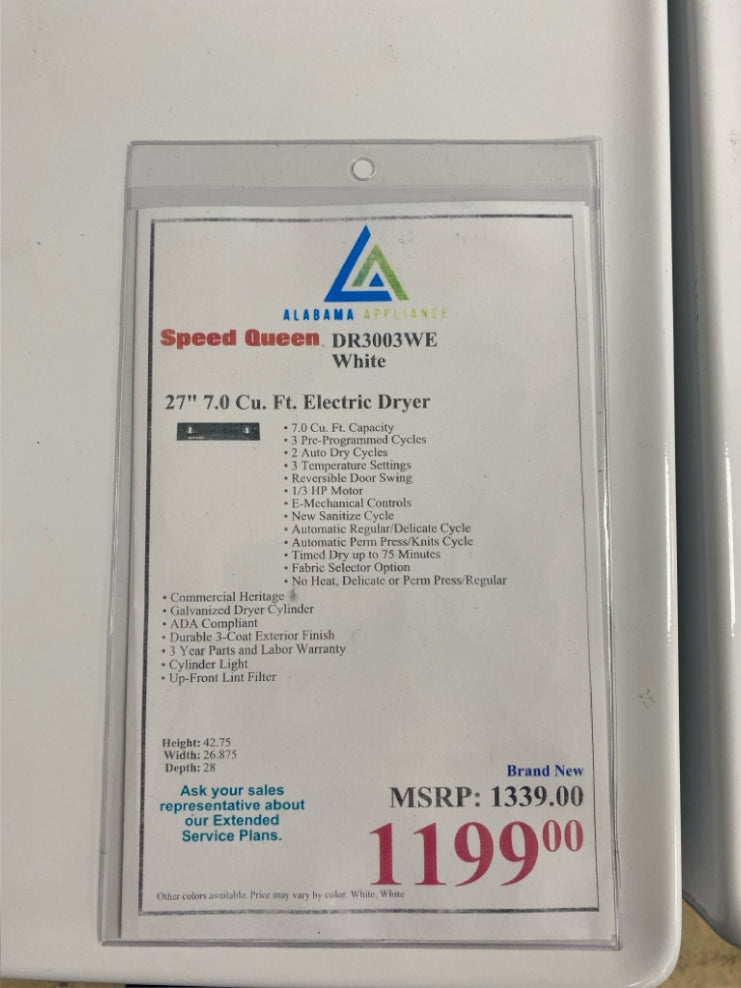 ALABAMA APPLIANCE
Speed Queen DR3003WE
White
27" 7.0 Cu. Ft. Electric Dryer
• 7.0 Cu. Ft. Capacity
• 3 Pre-Programmed Cycles
• 2 Auto Dry Cycles
• 3 Temperature Settings
• Reversible Door Swing
• 1/3 HP Motor
• E-Mechanical Controls
• New Sanitize Cycle
• Automatic Regular/Delicate Cycle
• Automatic Perm Press/Knits Cycle
• Timed Dry up to 75 Minutes
• Fabric Selector Option
• No Heat, Delicate or Perm Press/Regular
• Commercial Heritage
• Galvanized Dryer Cylinder
• ADA Compliant
• Durable 3-Coat Exterior Finish
• 3 Year Parts and Labor Warranty
• Cylinder Light
• Up-Front Lint Filter
Height: 42.75
Width: 26.875
Depth: 28
Ask your sales
representative about
our Extended
Service Plans.
Brand New
MSRP: 1339.00
119900
Other colors available. Price may vary by color. White, White